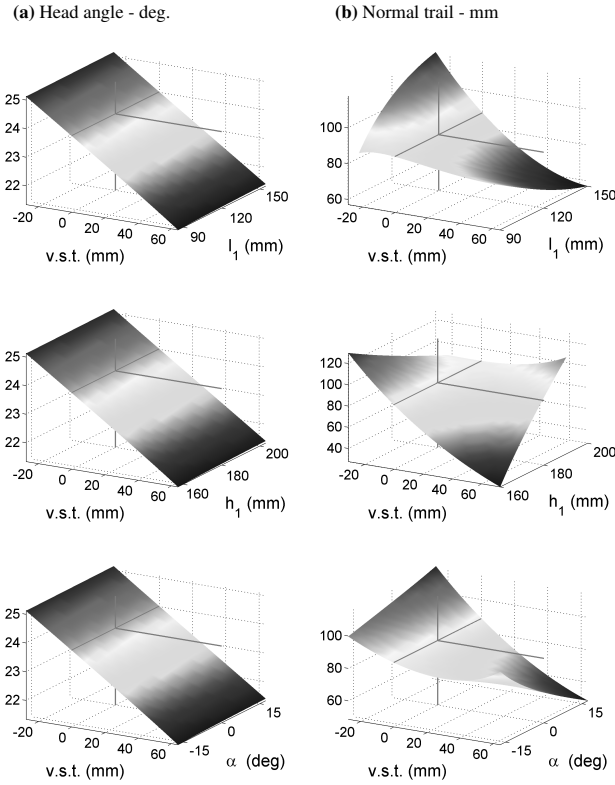 (a) Head angle - deg.
(b) Normal trail - mm
25
24
23
22
-20 0 20 40 60
v.s.t. (mm)
90 120 150
l1 (mm)
100
80
60
-20 0 20 40 60
v.s.t. (mm)
90 120 150
l1 (mm)
25
24
23
22
-20 0 20 40 60
v.s.t. (mm)
160 180 200
h1 (mm)
120
100
80
60
40
-20 0 20 40 60
v.s.t. (mm)
160 180 200
h1 (mm)
25
24
23
22
-20 0 20 40 60
v.s.t. (mm)
-15 0 15
α (deg)
100
80
60
-20 0 20 40 60
v.s.t. (mm)
-15 0 15
α (deg)